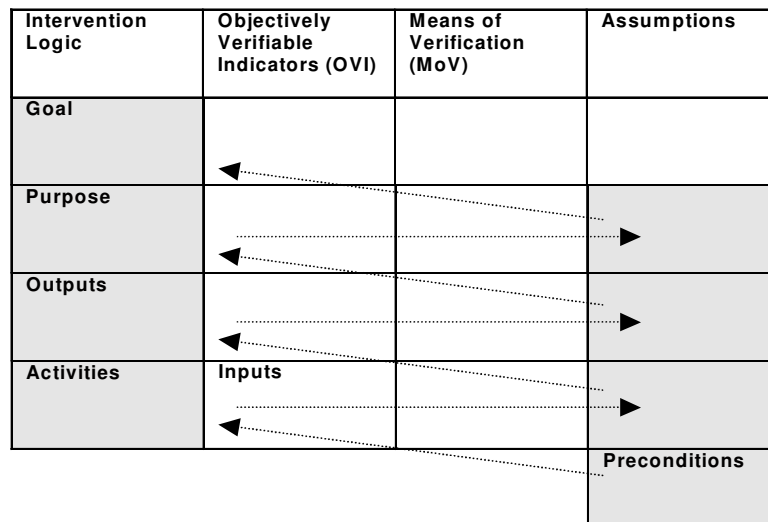 Intervention
Logic
Objectively
Verifiable
Indicators (OVI)
Means of
Verification
(MoV)
Assumptions
Goal
Purpose
Outputs
Activities
Inputs
Preconditions